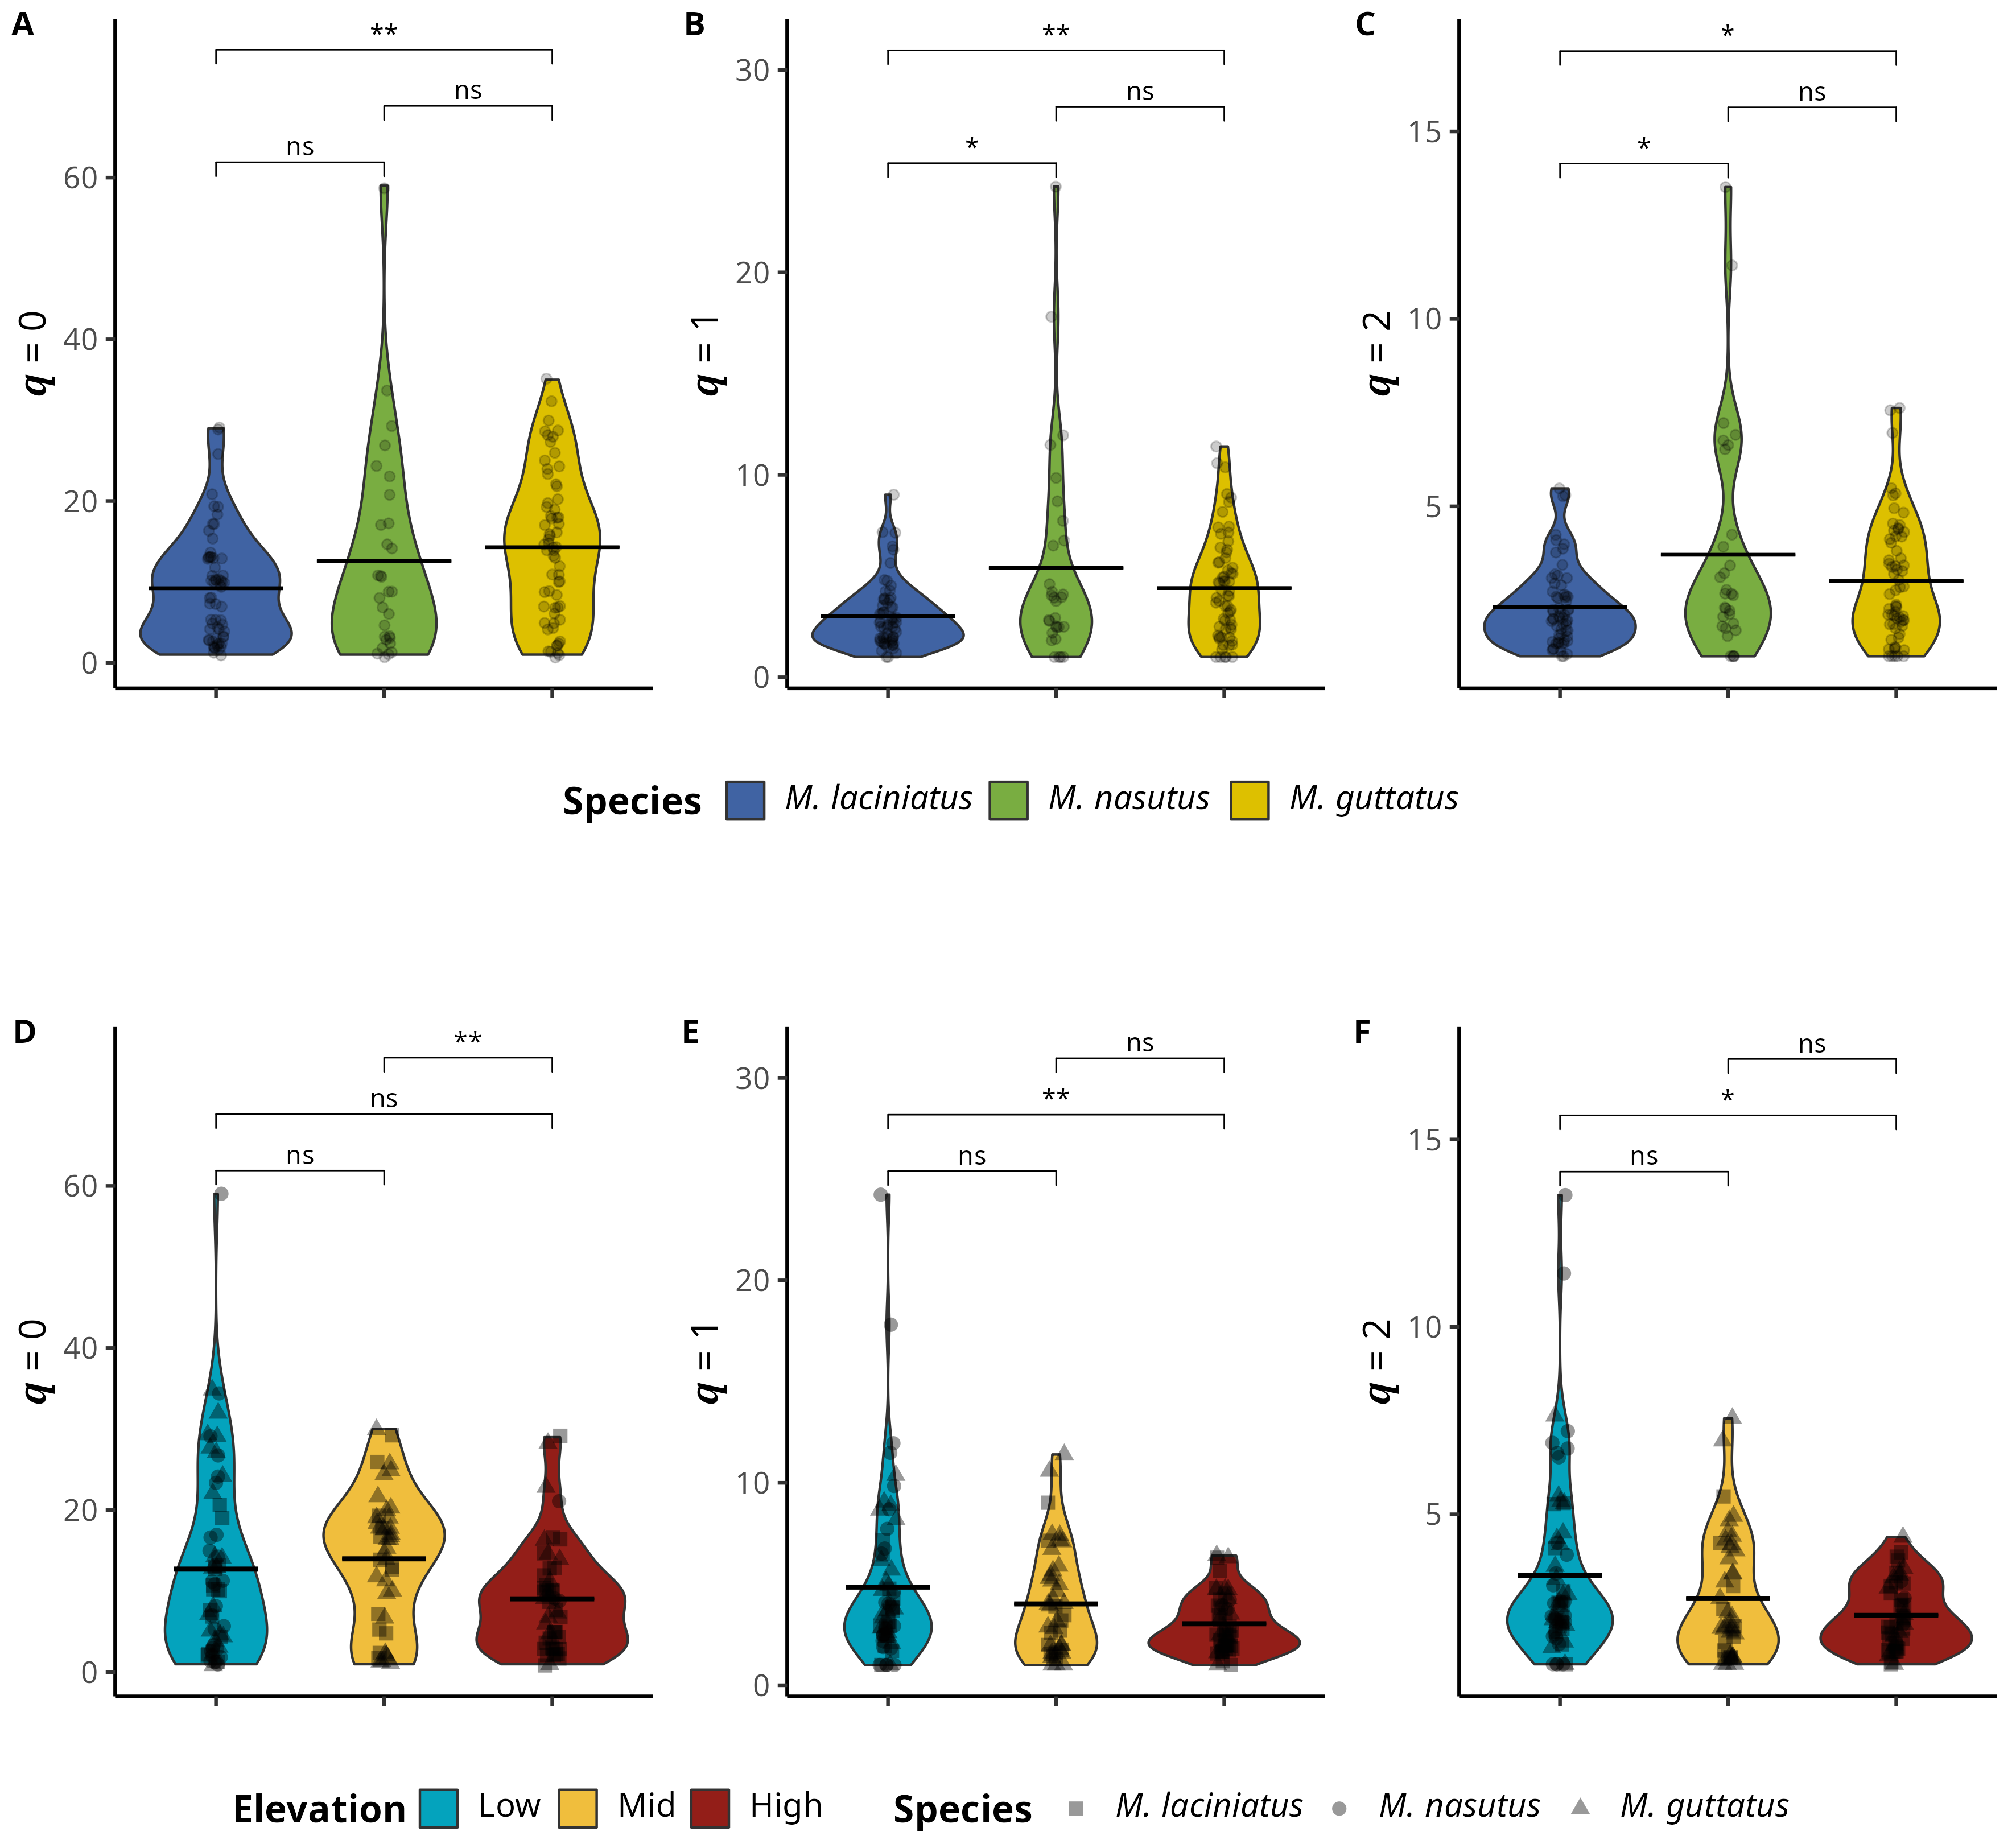 A
B
C
**
ns
ns
**
ns
*
*
ns
*
60
40
20
0
q = 0
30
20
10
0
q = 1
15
10
5
q = 2
Species M. laciniatus M. nasutus M. guttatus
D
E
F
**
ns
ns
ns
**
ns
ns
*
ns
60
40
20
0
q = 0
30
20
10
0
q = 1
15
10
5
q = 2
Elevation Low Mid High Species M. laciniatus M. nasutus M. guttatus